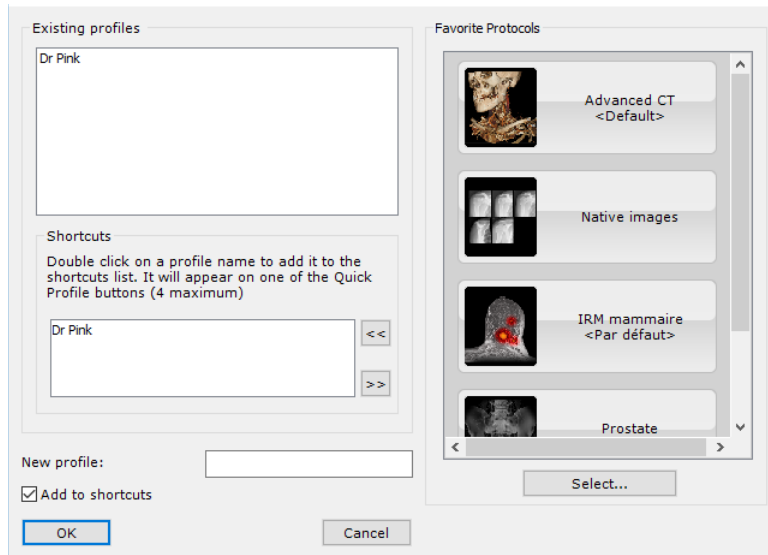 Existing profiles
Dr Pink
Shortcuts
Double click on a profile name to add it to the
shortcuts list. It will appear on one of the Quick
Profile buttons (4 maximum)
Dr Pink
<<
>>
New profile:
Add to shortcuts
OK
Cancel
Favorite Protocols
Advanced CT
<Default>
Native images
IRM mammaire
<Par défaut>
Prostate
Select...